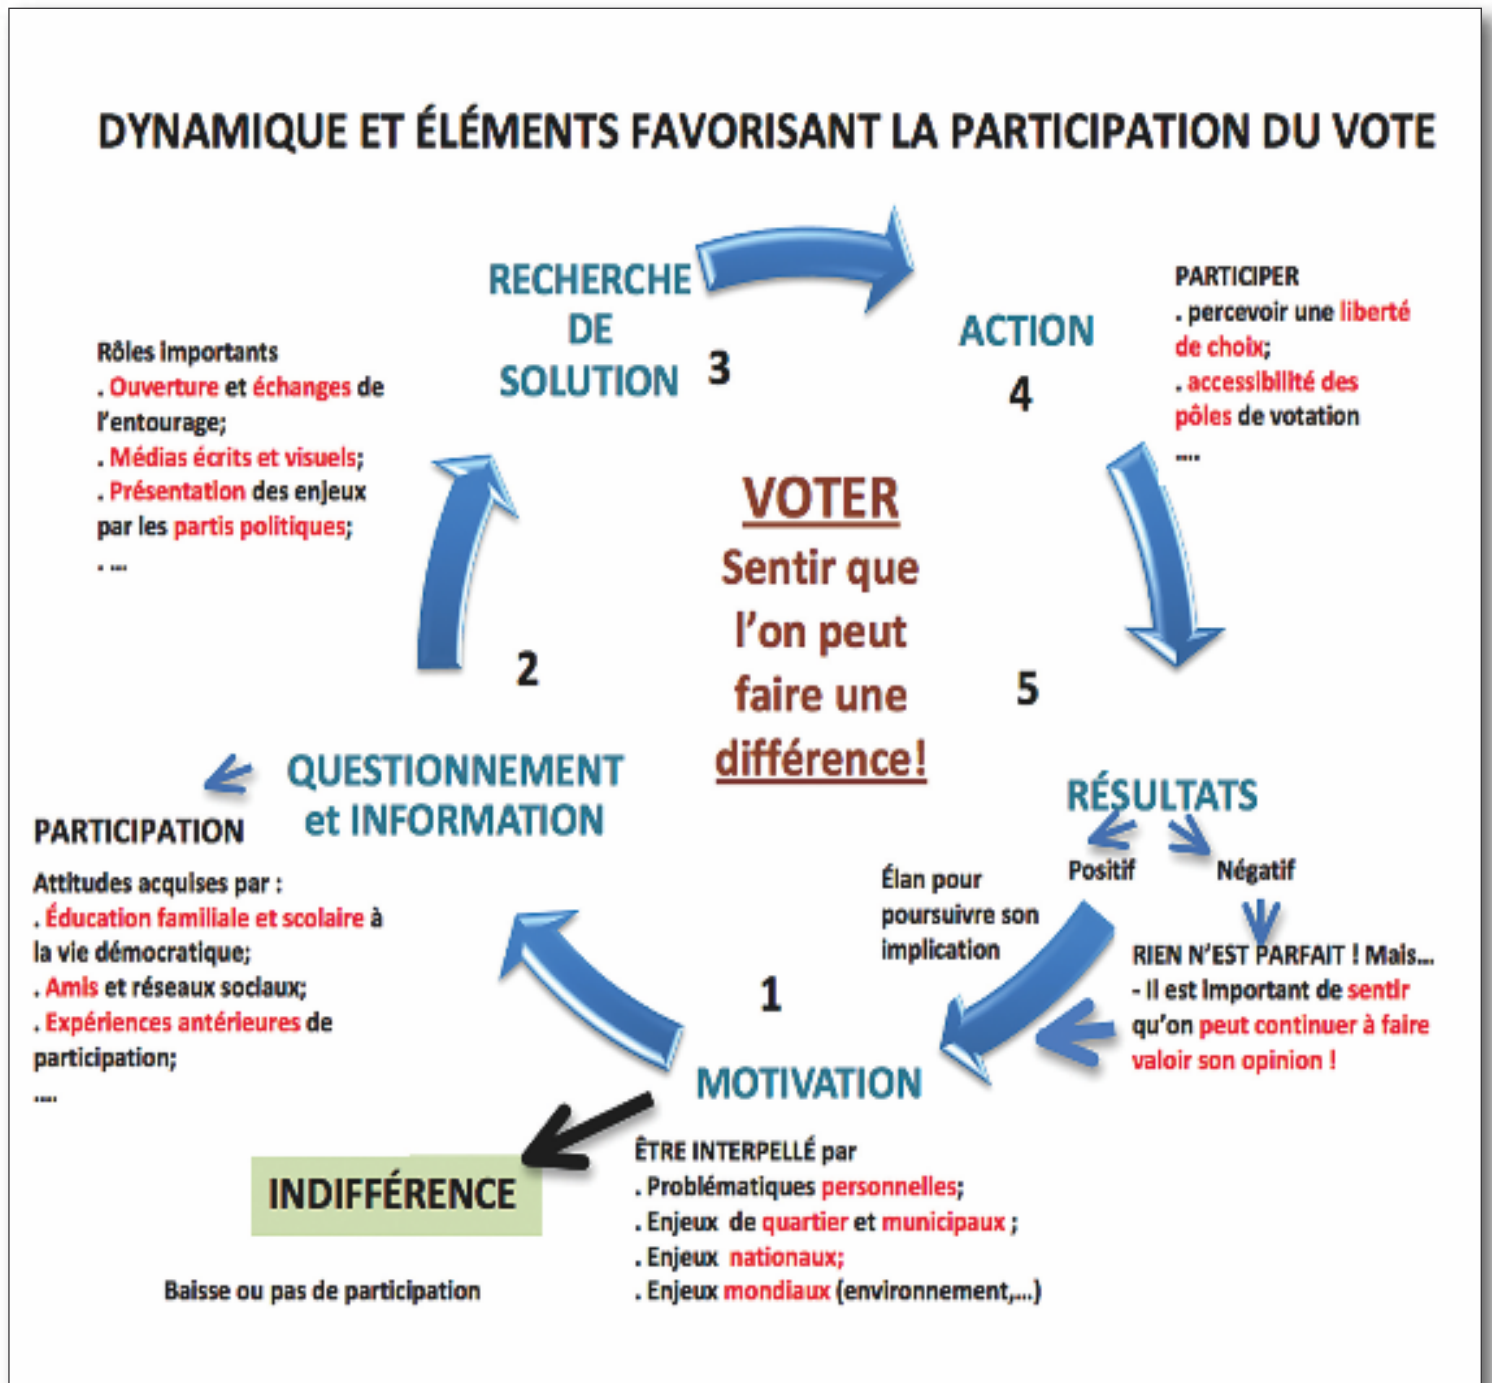 DYNAMIQUE ET ÉLÉMENTS FAVORISANT LA PARTICIPATION DU VOTE
RECHERCHE
DE
SOLUTION
3
ACTION
4
PARTICIPER
. percevoir une liberté
de choix;
. accessibilité des
pôles de votation
....
Rôles importants
. Ouverture et échanges de
l'entourage;
. Médias écrits et visuels;
. Présentation des enjeux
par les partis politiques;
. ...
VOTER
Sentir que
l'on peut
faire une
différence!
2
5
QUESTIONNEMENT
et INFORMATION
PARTICIPATION
Attitudes acquises par :
. Éducation familiale et scolaire à
la vie démocratique;
. Amis et réseaux sociaux;
. Expériences antérieures de
participation;
....
RÉSULTATS
Positif
Négatif
Élan pour
poursuivre son
implication
RIEN N'EST PARFAIT ! Mais...
- Il est important de sentir
qu'on peut continuer à faire
valoir son opinion !
1
MOTIVATION
ÊTRE INTERPELLÉ par
. Problématiques personnelles;
. Enjeux de quartier et municipaux ;
. Enjeux nationaux;
. Enjeux mondiaux (environnement,...)
INDIFFÉRENCE
Baisse ou pas de participation